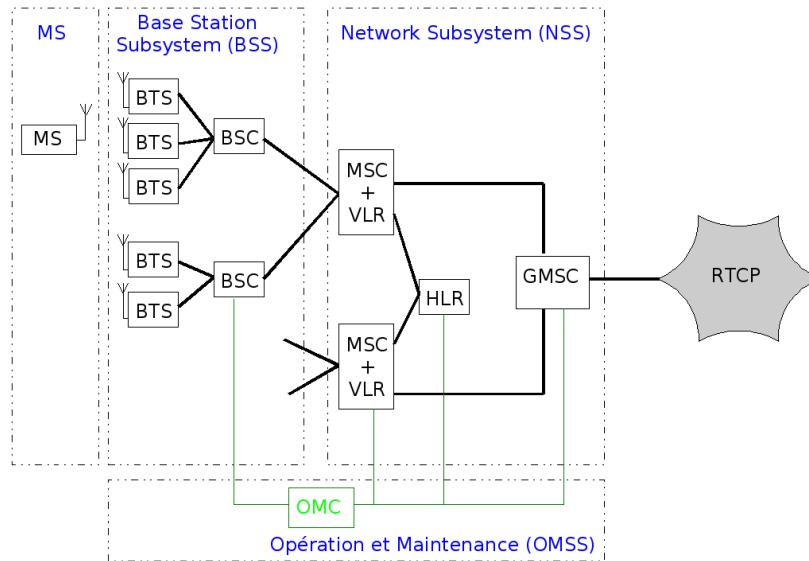 MS
Base Station
Subsystem (BSS)
Network Subsystem (NSS)
MS
BTS
BTS
BTS
BSC
BTS
BTS
BSC
MSC
+
VLR
HLR
MSC
+
VLR
GMSC
RTCP
OMC
Opération et Maintenance (OMSS)